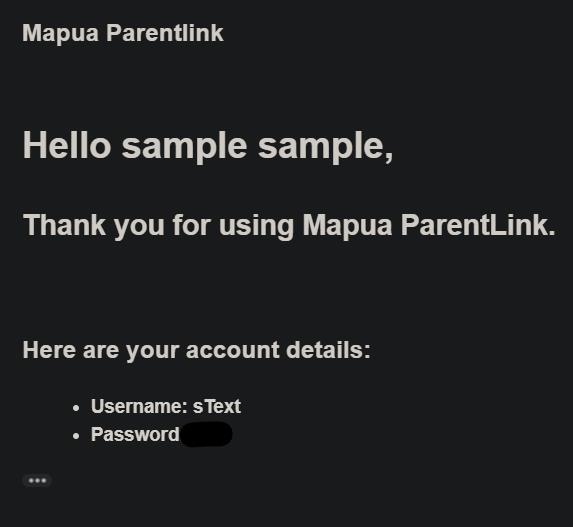 Mapua Parentlink
Hello sample sample,
Thank you for using Mapua ParentLink.
Here are your account details:
• Username: sText
• Password